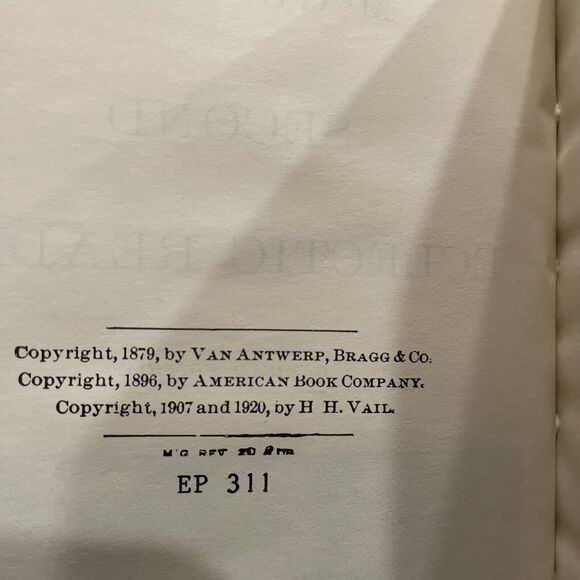 SECOND
Copyright, 1879, by VAN ANTWERP, BRAGG & Co.
Copyright, 1896, by AMERICAN BOOK COMPANY.
Copyright, 1907 and 1920, by H H. VAIL.
EP 311